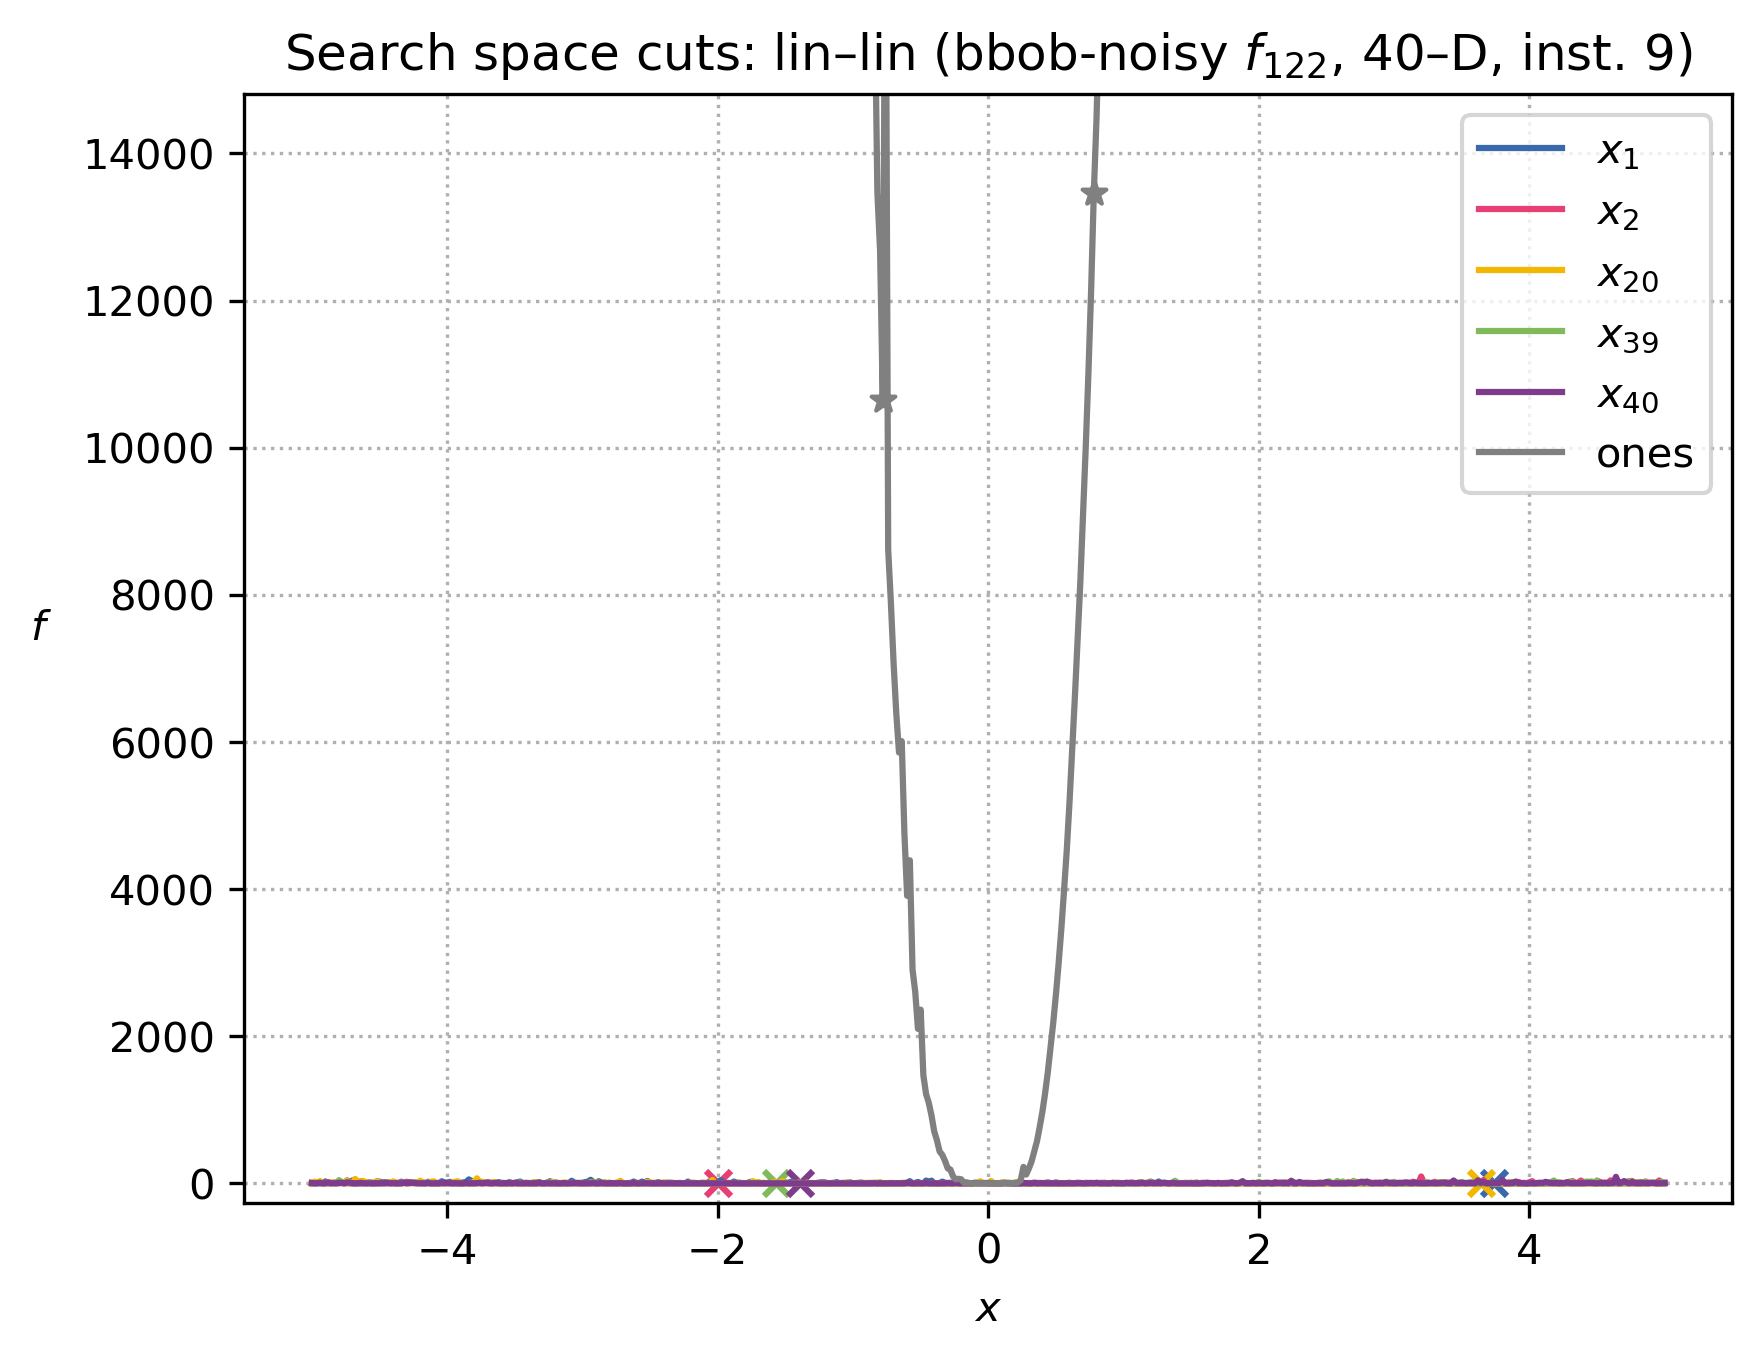 Search space cuts: lin–lin (bbob-noisy f₁₂₂, 40–D, inst. 9)
x₁
x₂
x₂₀
x₃₉
x₄₀
ones
14000
12000
10000
8000
6000
4000
2000
0
f
−4
−2
0
2
4
x